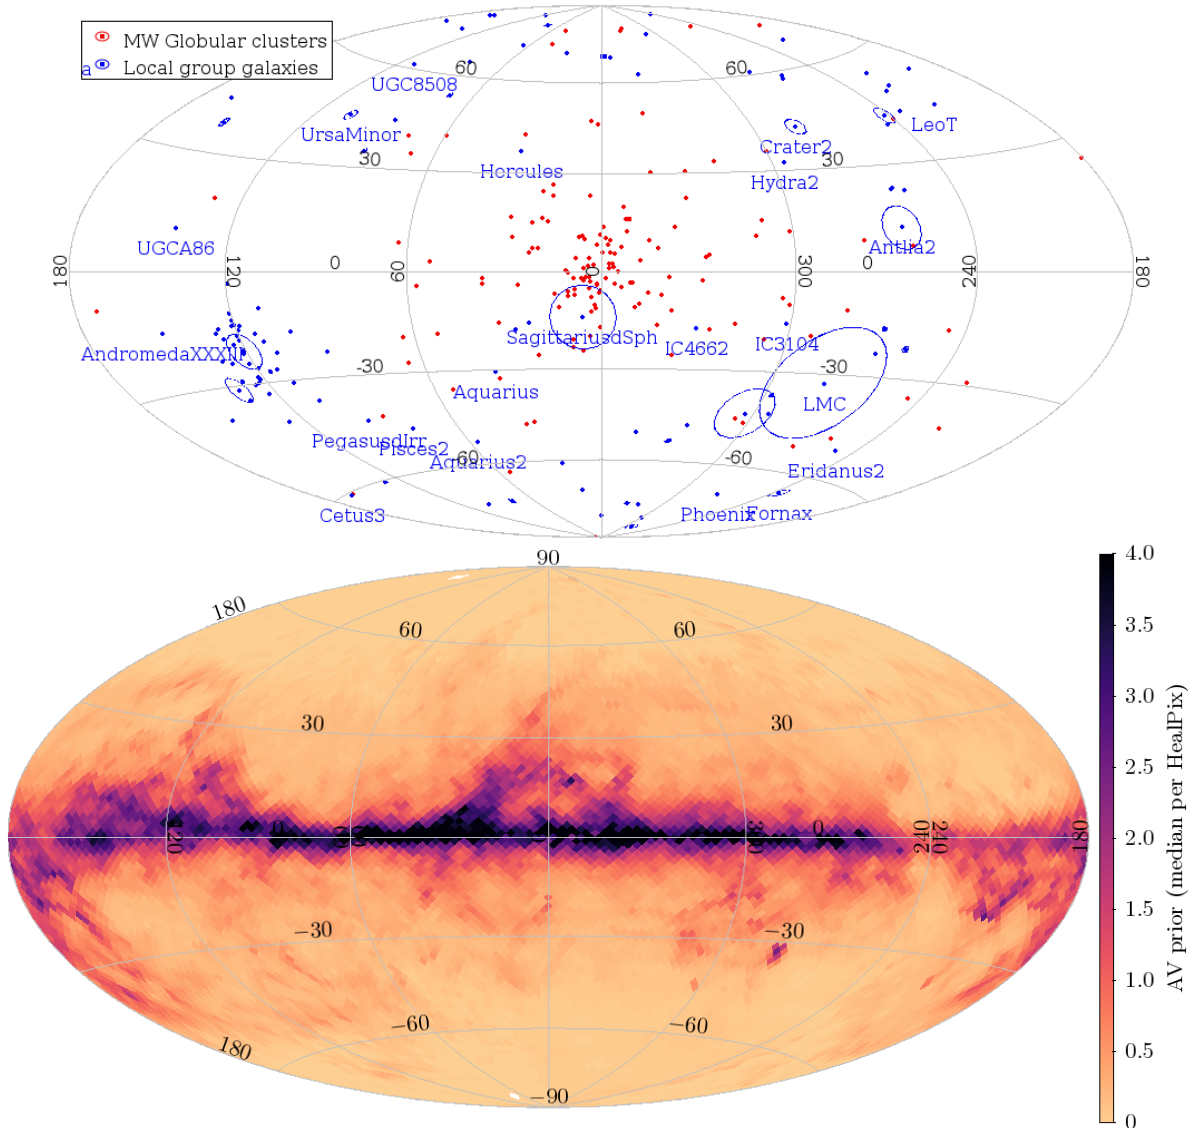 MW Globular clusters
a Local group galaxies
60 60
UGC8508
UrsaMinor
LeoT
Crater2
30 30
Hercules
Hydra2
UGCA86
Antlia2
180 120 0 60 0 300 0 240 180
SagittariusdSph
IC4662
IC3104
AndromedaXXXIII
-30 -30
Aquarius
LMC
PegasusdIrr
Pisces2
Aquarius2
-60 -60
Eridanus2
Cetus3
Phoenix
Fornax
90
4.0
180
60 60
3.5
3.0
30 30
2.5
120 0 60 0 300 0 240 240 180
2.0
1.5
−30 −30
1.0
−60 −60
180
0.5
−90
0
AV prior (median per HealPix)